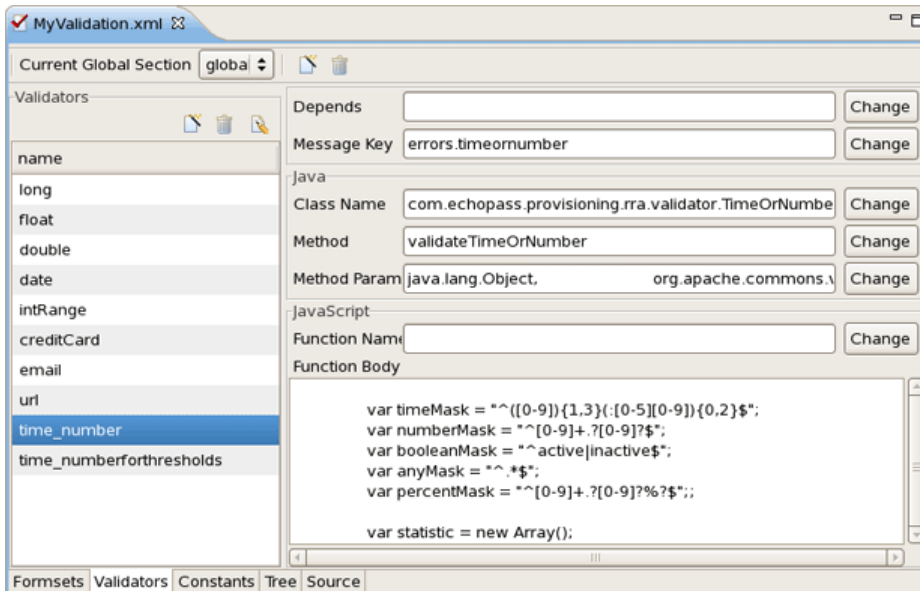 MyValidation.xml
Current Global Section globa
Validators
name
long
float
double
date
intRange
creditCard
email
url
time_number
time_numberforthresholds
Depends Change
Message Key errors.timeornumber Change
Java
Class Name com.echopass.provisioning.rra.validator.TimeOrNumbe Change
Method validateTimeOrNumber Change
Method Param java.lang.Object, org.apache.commons.v Change
JavaScript
Function Name Change
Function Body
var timeMask = "^([0-9]){1,3}(:[0-5][0-9]){0,2}$";
var numberMask = "^[0-9]+.?[0-9]?$";
var booleanMask = "^active|inactive$";
var anyMask = "^.*$";
var percentMask = "^[0-9]+.?[0-9]?%?$";;
var statistic = new Array();
Formsets Validators Constants Tree Source